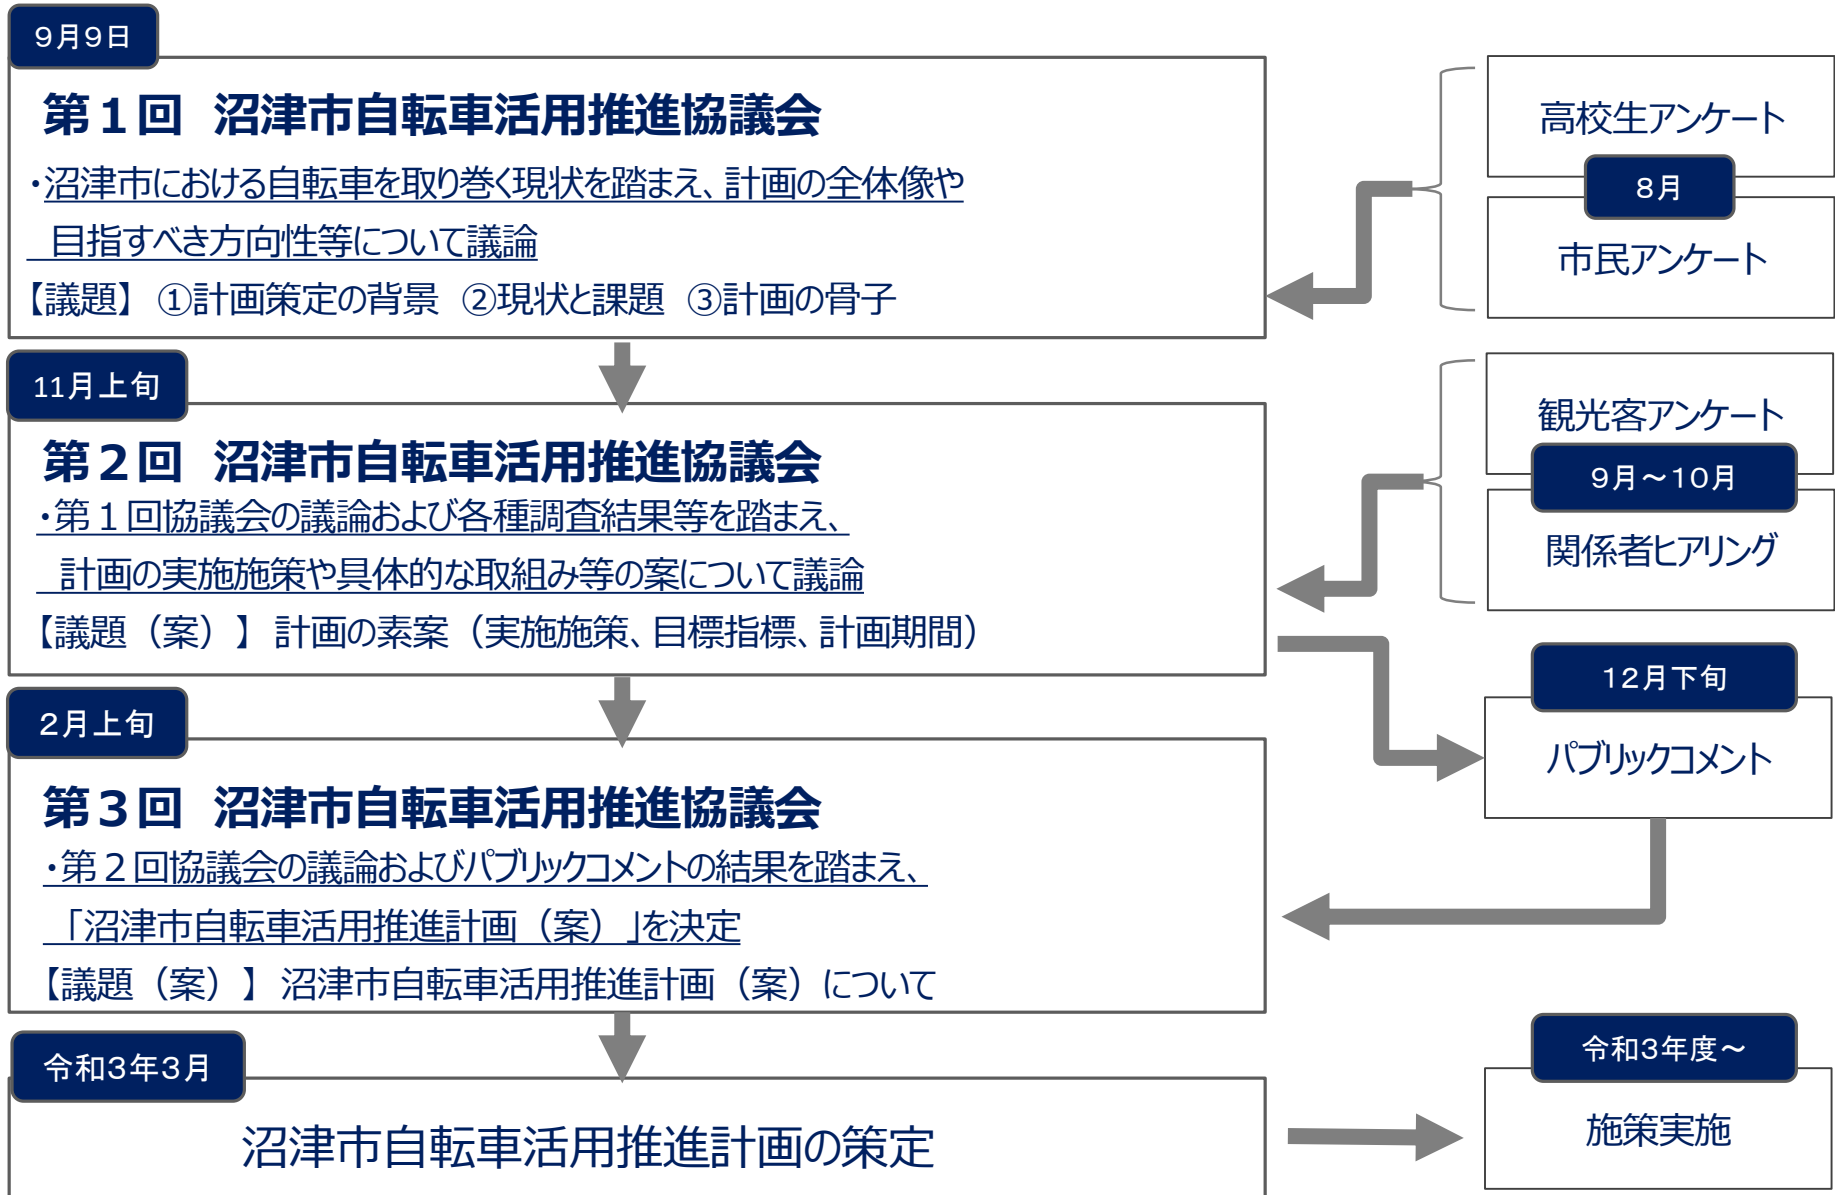 9月9日
第1回 沼津市自転車活用推進協議会
・沼津市における自転車を取り巻く現状を踏まえ、計画の全体像や
目指すべき方向性等について議論
【議題】 ①計画策定の背景 ②現状と課題 ③計画の骨子
高校生アンケート
8月
市民アンケート
11月上旬
第2回 沼津市自転車活用推進協議会
・第1回協議会の議論および各種調査結果等を踏まえ、
計画の実施施策や具体的な取組み等の案について議論
【議題（案）】 計画の素案（実施施策、目標指標、計画期間）
観光客アンケート
9月～10月
関係者ヒアリング
12月下旬
パブリックコメント
2月上旬
第3回 沼津市自転車活用推進協議会
・第2回協議会の議論およびパブリックコメントの結果を踏まえ、
「沼津市自転車活用推進計画（案）」を決定
【議題（案）】 沼津市自転車活用推進計画（案）について
令和3年3月
沼津市自転車活用推進計画の策定
令和3年度～
施策実施